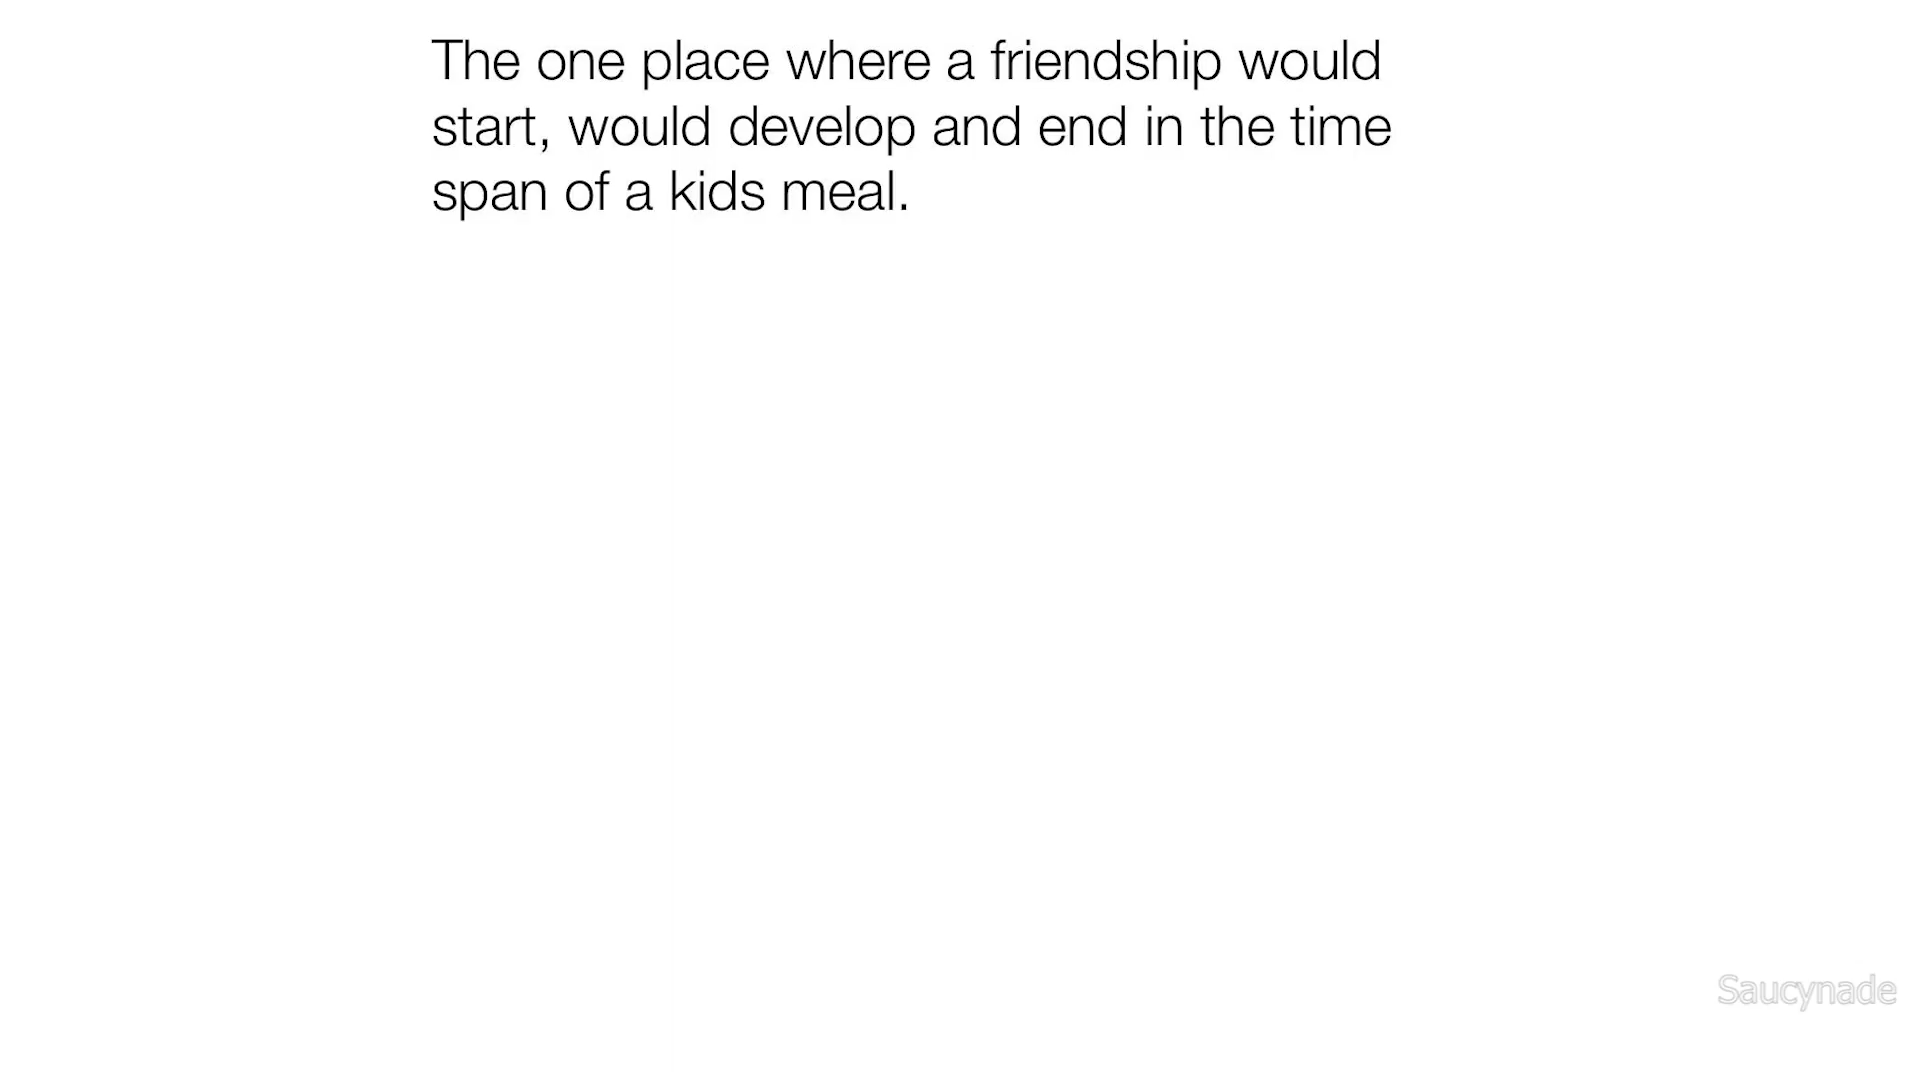 The one place where a friendship would
start, would develop and end in the time
span of a kids meal.
Saucynade